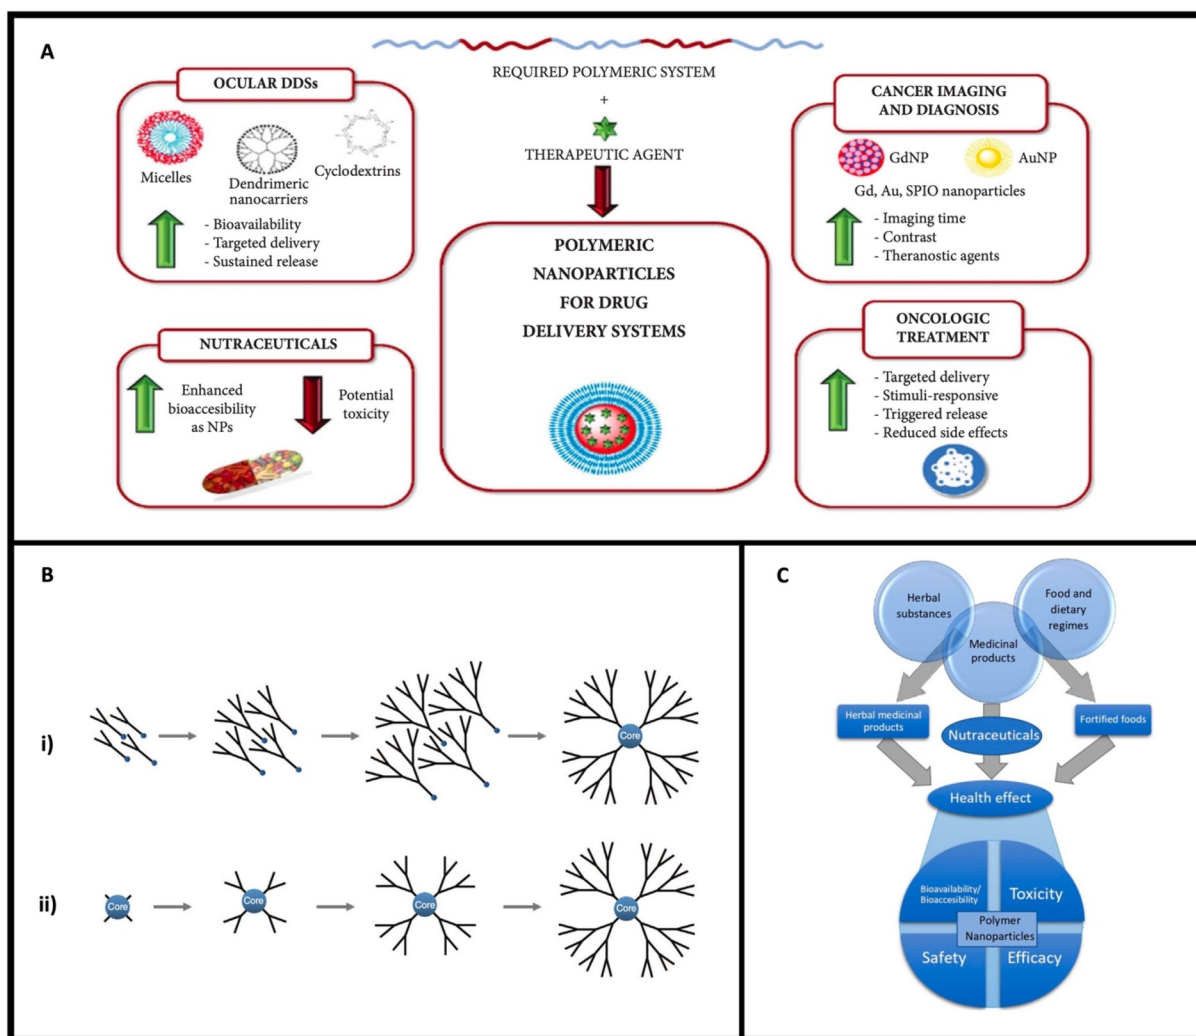 A
REQUIRED POLYMERIC SYSTEM
+
THERAPEUTIC AGENT
OCULAR DDSs
Micelles
Dendrimeric
nanocarriers
Cyclodextrins
- Bioavailability
- Targeted delivery
- Sustained release
CANCER IMAGING
AND DIAGNOSIS
GdNP
AuNP
Gd, Au, SPIO nanoparticles
- Imaging time
- Contrast
- Theranostic agents
POLYMERIC
NANOPARTICLES
FOR DRUG
DELIVERY SYSTEMS
NUTRACEUTICALS
Enhanced
bioaccesibility
as NPs
Potential
toxicity
ONCOLOGIC
TREATMENT
- Targeted delivery
- Stimuli-responsive
- Triggered release
- Reduced side effects
B
i)
Core
ii)
Core
Core
Core
Core
C
Herbal
substances
Food and
dietary
regimes
Medicinal
products
Herbal medicinal
products
Nutraceuticals
Fortified foods
Health effect
Bioavailability/
Bioaccesibility
Toxicity
Polymer
Nanoparticles
Safety
Efficacy